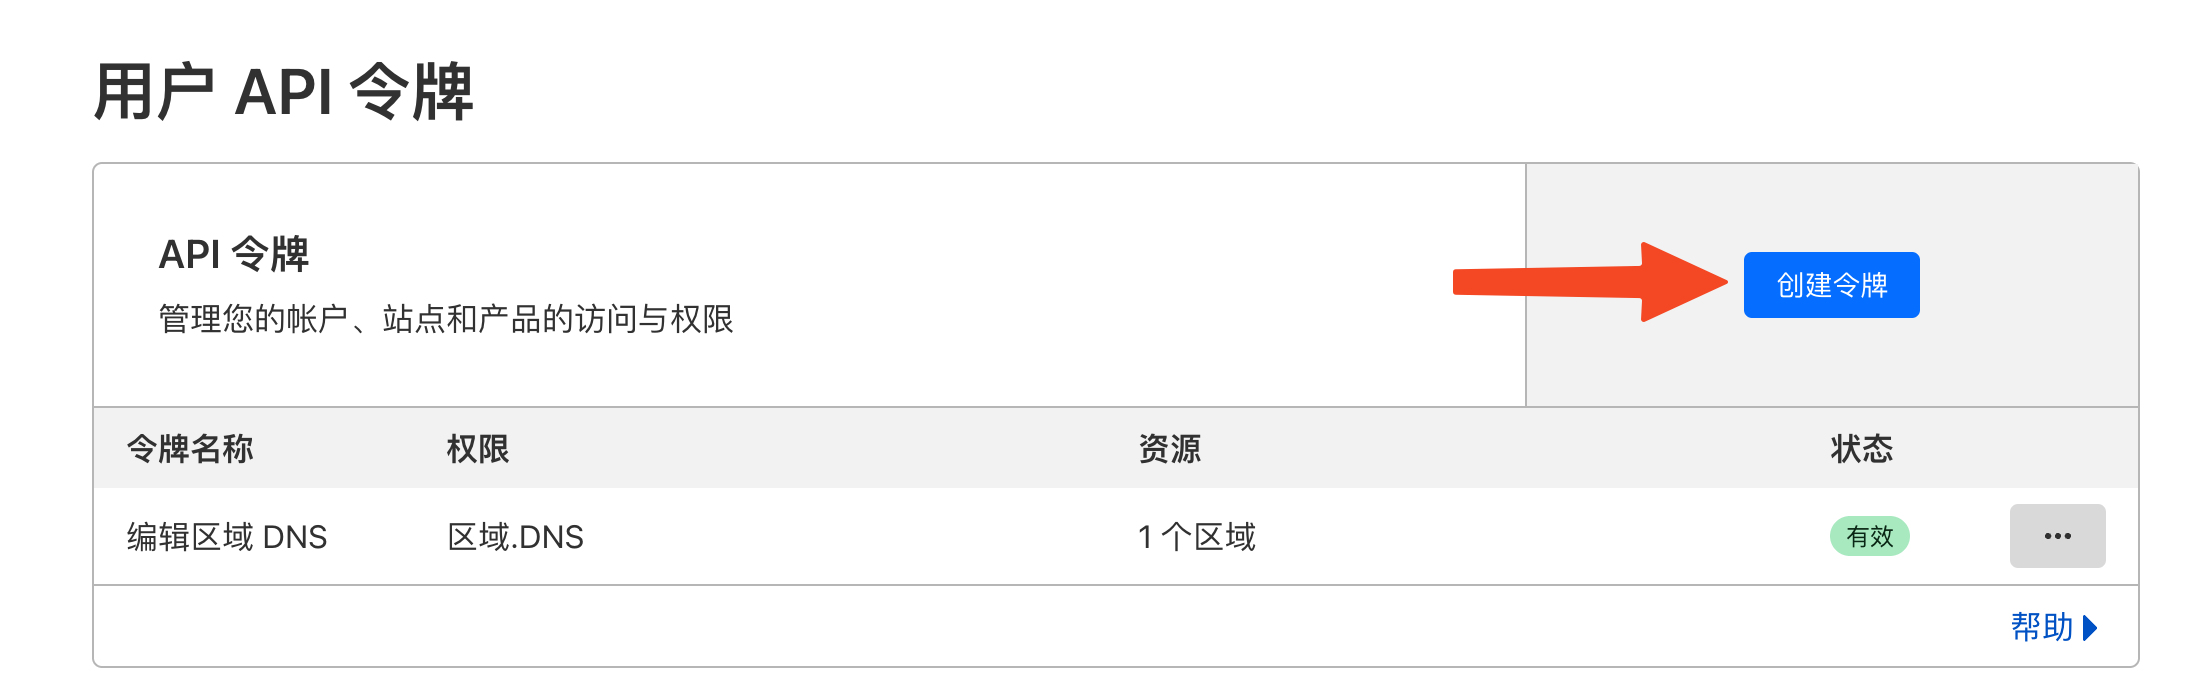 用户 API 令牌
API 令牌
管理您的帐户、站点和产品的访问与权限
创建令牌
令牌名称 权限 资源 状态
编辑区域 DNS 区域.DNS 1 个区域 有效 ...
帮助